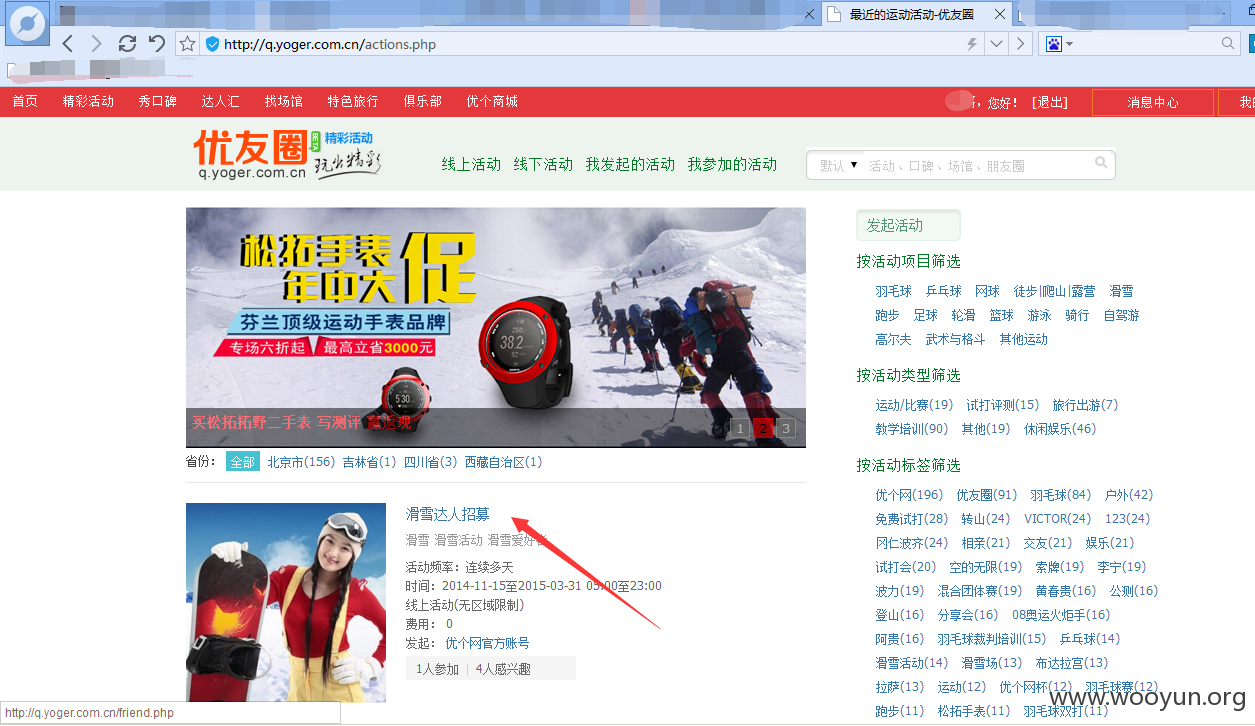 最近的运动活动-优友圈
http://q.yoger.com.cn/actions.php
首页 精彩活动 秀口碑 达人汇 找场馆 特色旅行 俱乐部 优个商城
，您好！ [退出] 消息中心
优友圈 BETA 精彩活动
玩出精彩
q.yoger.com.cn
线上活动 线下活动 我发起的活动 我参加的活动
默认 ▼ 活动、口碑、场馆、朋友圈
松拓手表
年中大促
芬兰顶级运动手表品牌
专场六折起 最高立省3000元
买松拓拓野二手表 写测评 赢返现
1 2 3
省份： 全部 北京市(156) 吉林省(1) 四川省(3) 西藏自治区(1)
滑雪达人招募
滑雪 滑雪活动 滑雪爱好者
活动频率：连续多天
时间：2014-11-15至2015-03-31 05:00至23:00
线上活动(无区域限制)
费用： 0
发起： 优个网官方账号
1人参加 | 4人感兴趣
发起活动
按活动项目筛选
羽毛球 乒乓球 网球 徒步|爬山|露营 滑雪
跑步 足球 轮滑 篮球 游泳 骑行 自驾游
高尔夫 武术与格斗 其他运动
按活动类型筛选
运动/比赛(19) 试打评测(15) 旅行出游(7)
教学培训(90) 其他(19) 休闲娱乐(46)
按活动标签筛选
优个网(196) 优友圈(91) 羽毛球(84) 户外(42)
免费试打(28) 转山(24) VICTOR(24) 123(24)
冈仁波齐(24) 相亲(21) 交友(21) 娱乐(21)
试打会(20) 空的无限(19) 索牌(19) 李宁(19)
波力(19) 混合团体赛(19) 黄春贵(16) 公测(16)
登山(16) 分享会(16) 08奥运火炬手(16)
阿贵(16) 羽毛球裁判培训(15) 乒乓球(14)
滑雪活动(14) 滑雪场(13) 布达拉宫(13)
拉萨(13) 运动(12) 优个网杯(12) 羽毛球赛(12)
跑步(11) 松拓手表(11) 羽毛球双打(11)
http://q.yoger.com.cn/friend.php
www.wooyun.org